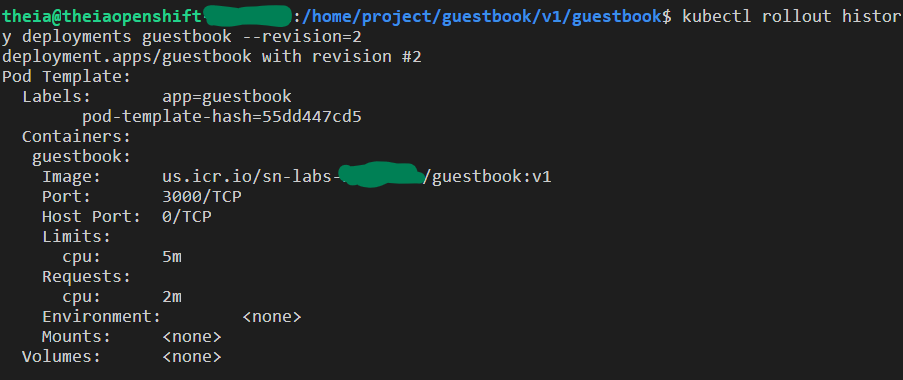 theia@theiaopenshift-:/home/project/guestbook/v1/guestbook$ kubectl rollout histor
y deployments guestbook --revision=2
deployment.apps/guestbook with revision #2
Pod Template:
  Labels:       app=guestbook
        pod-template-hash=55dd447cd5
  Containers:
   guestbook:
    Image:      us.icr.io/sn-labs-/guestbook:v1
    Port:       3000/TCP
    Host Port:  0/TCP
    Limits:
      cpu:      5m
    Requests:
      cpu:      2m
    Environment:        <none>
    Mounts:     <none>
  Volumes:      <none>